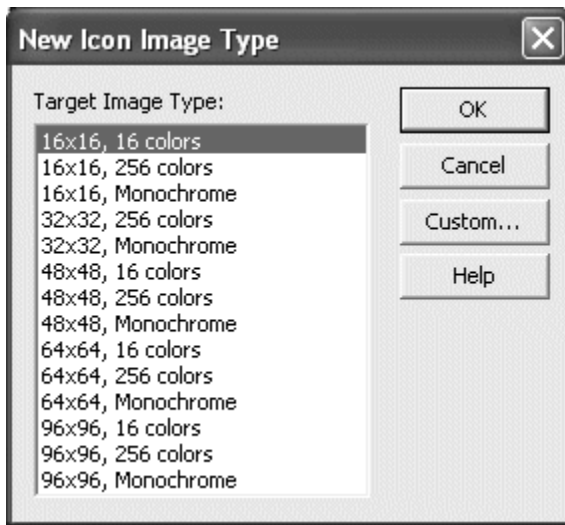 New Icon Image Type
Target Image Type:
16x16, 16 colors
16x16, 256 colors
16x16, Monochrome
32x32, 256 colors
32x32, Monochrome
48x48, 16 colors
48x48, 256 colors
48x48, Monochrome
64x64, 16 colors
64x64, 256 colors
64x64, Monochrome
96x96, 16 colors
96x96, 256 colors
96x96, Monochrome
OK
Cancel
Custom...
Help